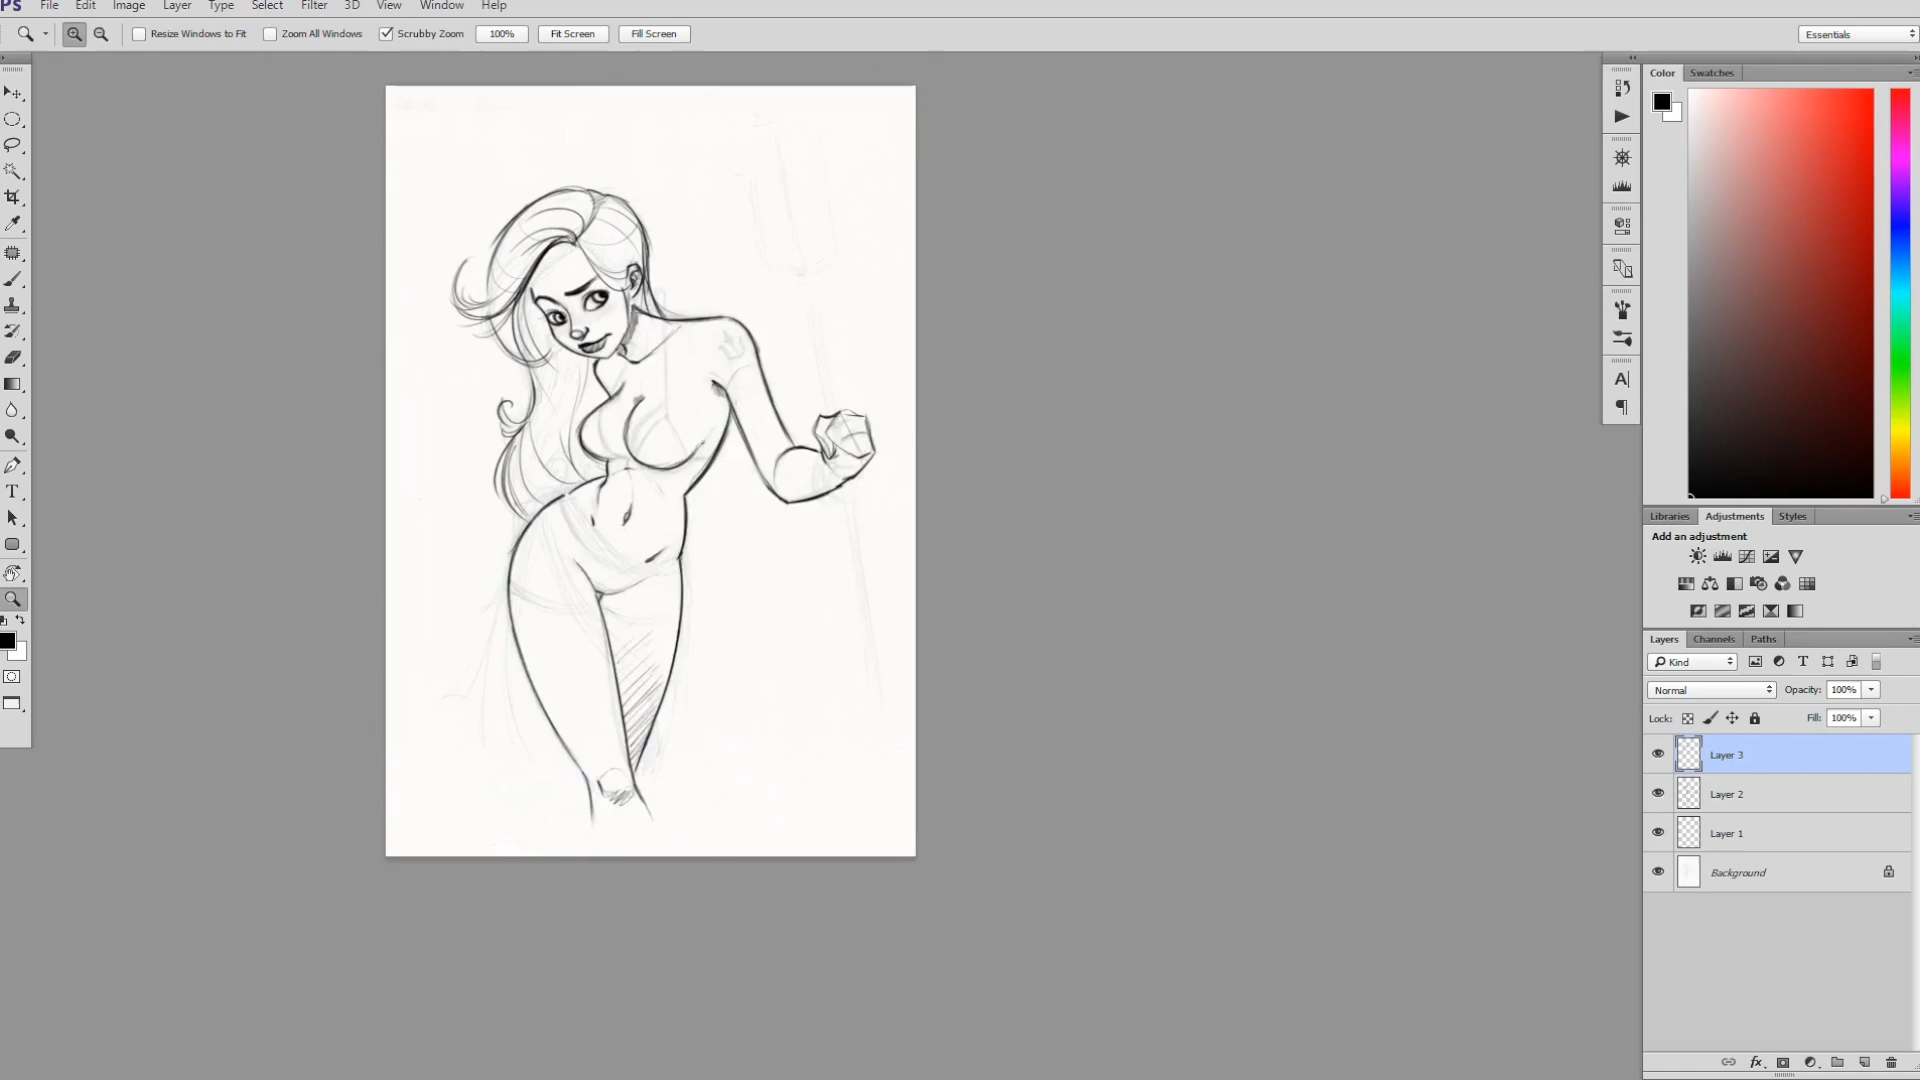 Ps File Edit Image Layer Type Select Filter 3D View Window Help
Resize Windows to Fit Zoom All Windows Scrubby Zoom 100% Fit Screen Fill Screen Essentials
Color Swatches
Libraries Adjustments Styles
Add an adjustment
Layers Channels Paths
Kind
Normal Opacity: 100%
Lock: Fill: 100%
Layer 3
Layer 2
Layer 1
Background